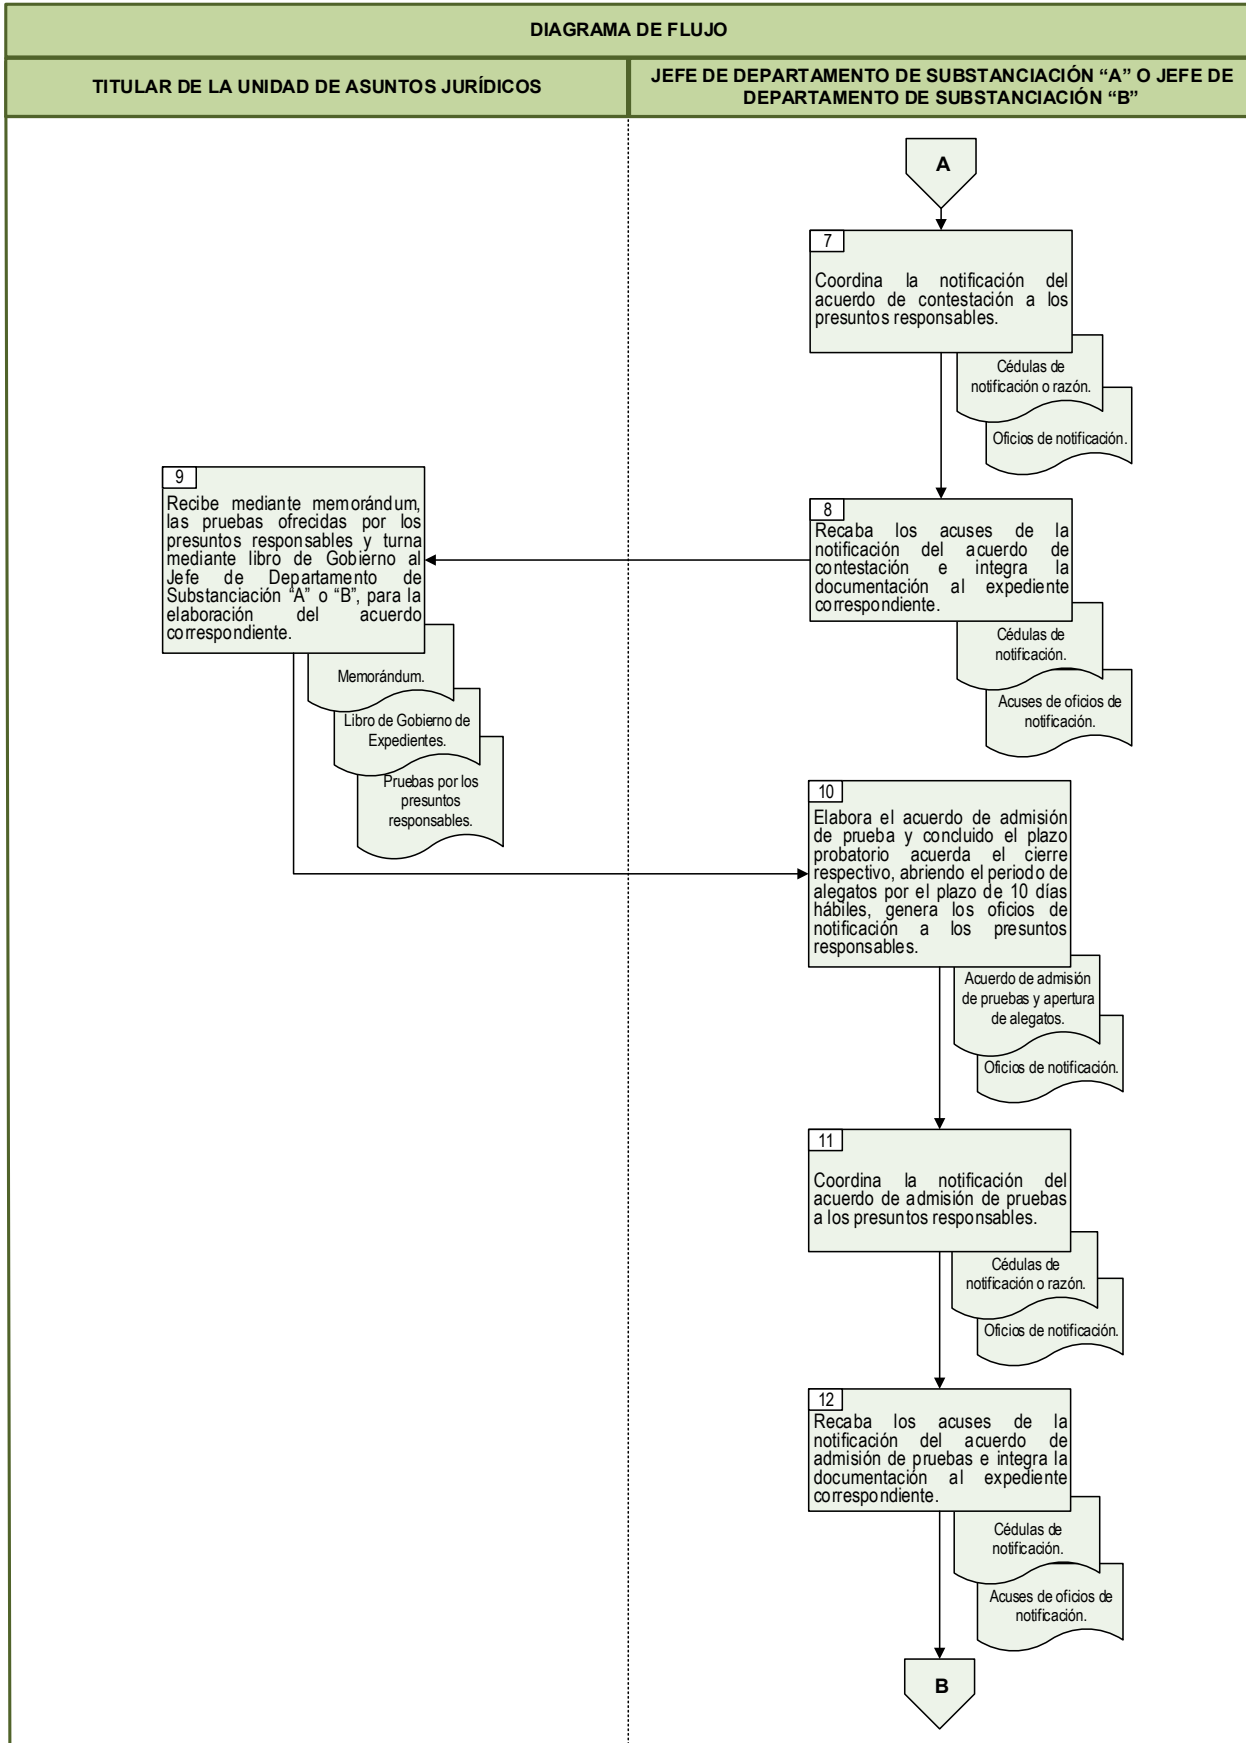 DIAGRAMA DE FLUJO
TITULAR DE LA UNIDAD DE ASUNTOS JURÍDICOS
JEFE DE DEPARTAMENTO DE SUBSTANCIACIÓN “A” O JEFE DE
DEPARTAMENTO DE SUBSTANCIACIÓN “B”
A
7
Coordina la notificación del
acuerdo de contestación a los
presuntos responsables.
Cédulas de
notificación o razón.
Oficios de notificación.
8
Recaba los acuses de la
notificación del acuerdo de
contestación e integra la
documentación al expediente
correspondiente.
Cédulas de
notificación.
Acuses de oficios de
notificación.
9
Recibe mediante memorándum,
las pruebas ofrecidas por los
presuntos responsables y turna
mediante libro de Gobierno al
Jefe de Departamento de
Substanciación “A” o “B”, para la
elaboración del acuerdo
correspondiente.
Memorándum.
Libro de Gobierno de
Expedientes.
Pruebas por los
presuntos
responsables.
10
Elabora el acuerdo de admisión
de prueba y concluido el plazo
probatorio acuerda el cierre
respectivo, abriendo el periodo de
alegatos por el plazo de 10 días
hábiles, genera los oficios de
notificación a los presuntos
responsables.
Acuerdo de admisión
de pruebas y apertura
de alegatos.
Oficios de notificación.
11
Coordina la notificación del
acuerdo de admisión de pruebas
a los presuntos responsables.
Cédulas de
notificación o razón.
Oficios de notificación.
12
Recaba los acuses de la
notificación del acuerdo de
admisión de pruebas e integra la
documentación al expediente
correspondiente.
Cédulas de
notificación.
Acuses de oficios de
notificación.
B